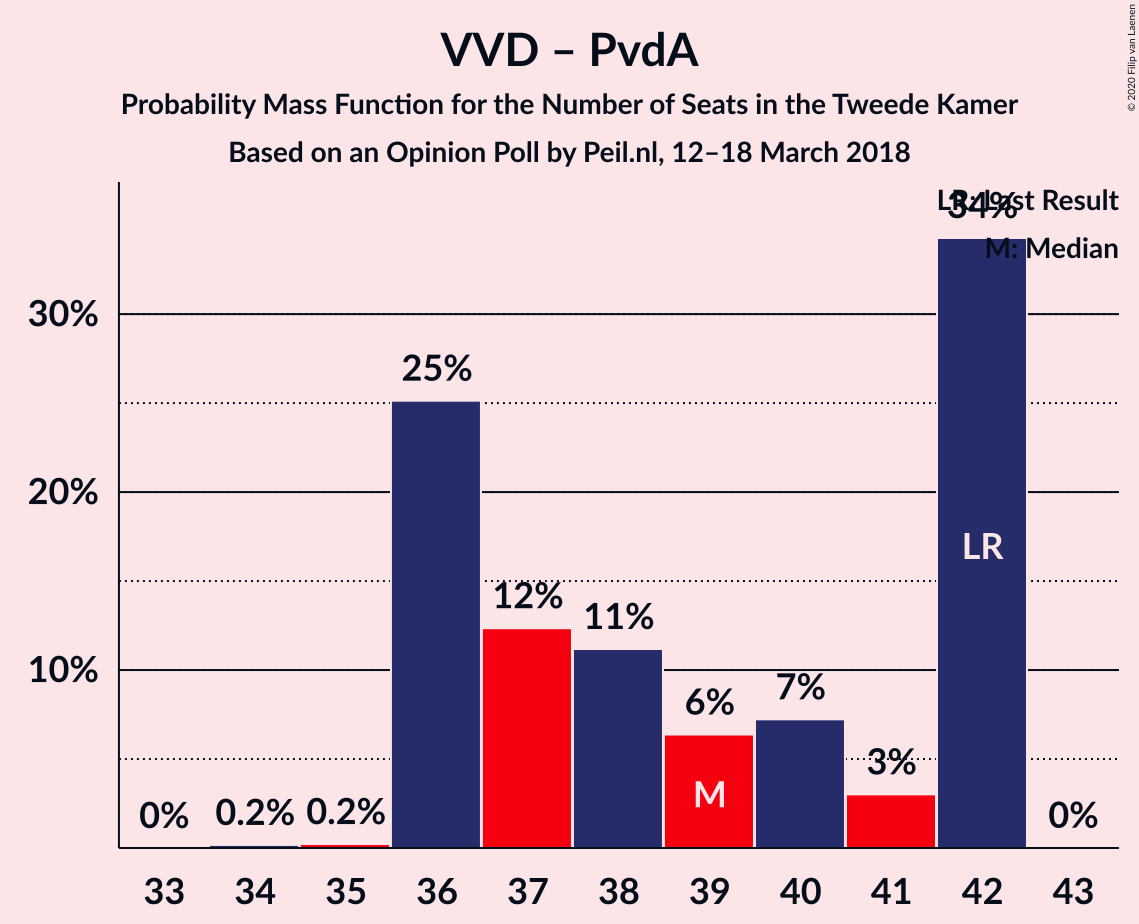 VVD – PvdA
Probability Mass Function for the Number of Seats in the Tweede Kamer
Based on an Opinion Poll by Peil.nl, 12–18 March 2018
© 2020 Filip van Laenen
LR: Last Result
M: Median
30%
20%
10%
0%
0.2%
0.2%
25%
12%
11%
6%
7%
3%
34%
0%
M
LR
33 34 35 36 37 38 39 40 41 42 43